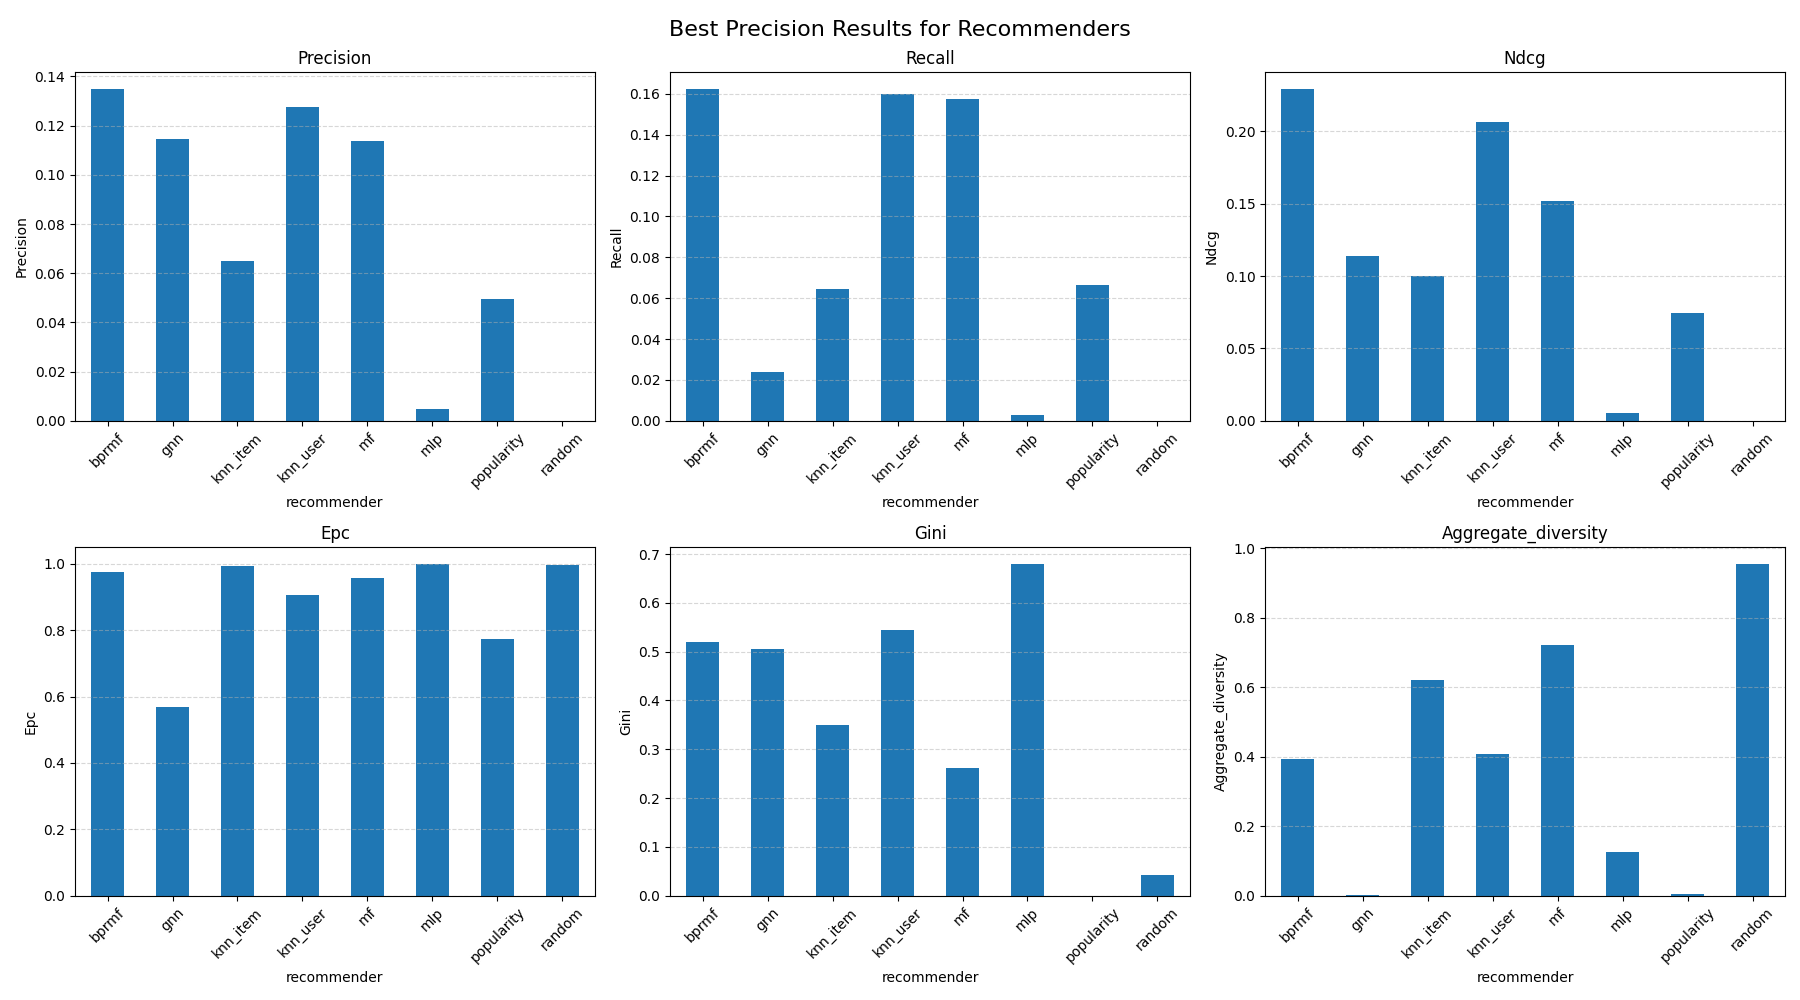 Best Precision Results for Recommenders
Precision
0.14
0.12
0.10
0.08
0.06
0.04
0.02
0.00
Precision
bprmf
gnn
knn_item
knn_user
mf
mlp
popularity
random
recommender
Recall
0.16
0.14
0.12
0.10
0.08
0.06
0.04
0.02
0.00
Recall
bprmf
gnn
knn_item
knn_user
mf
mlp
popularity
random
recommender
Ndcg
0.20
0.15
0.10
0.05
0.00
Ndcg
bprmf
gnn
knn_item
knn_user
mf
mlp
popularity
random
recommender
Epc
1.0
0.8
0.6
0.4
0.2
0.0
Epc
bprmf
gnn
knn_item
knn_user
mf
mlp
popularity
random
recommender
Gini
0.7
0.6
0.5
0.4
0.3
0.2
0.1
0.0
Gini
bprmf
gnn
knn_item
knn_user
mf
mlp
popularity
random
recommender
Aggregate_diversity
1.0
0.8
0.6
0.4
0.2
0.0
Aggregate_diversity
bprmf
gnn
knn_item
knn_user
mf
mlp
popularity
random
recommender